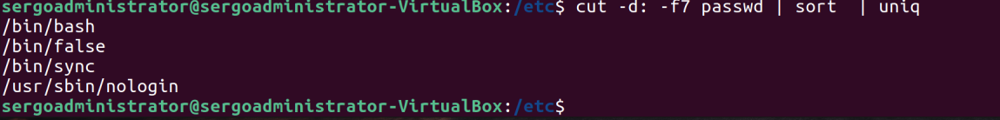 sergoadministrator@sergoadministrator-VirtualBox:/etc$ cut -d: -f7 passwd | sort  | uniq
/bin/bash
/bin/false
/bin/sync
/usr/sbin/nologin
sergoadministrator@sergoadministrator-VirtualBox:/etc$